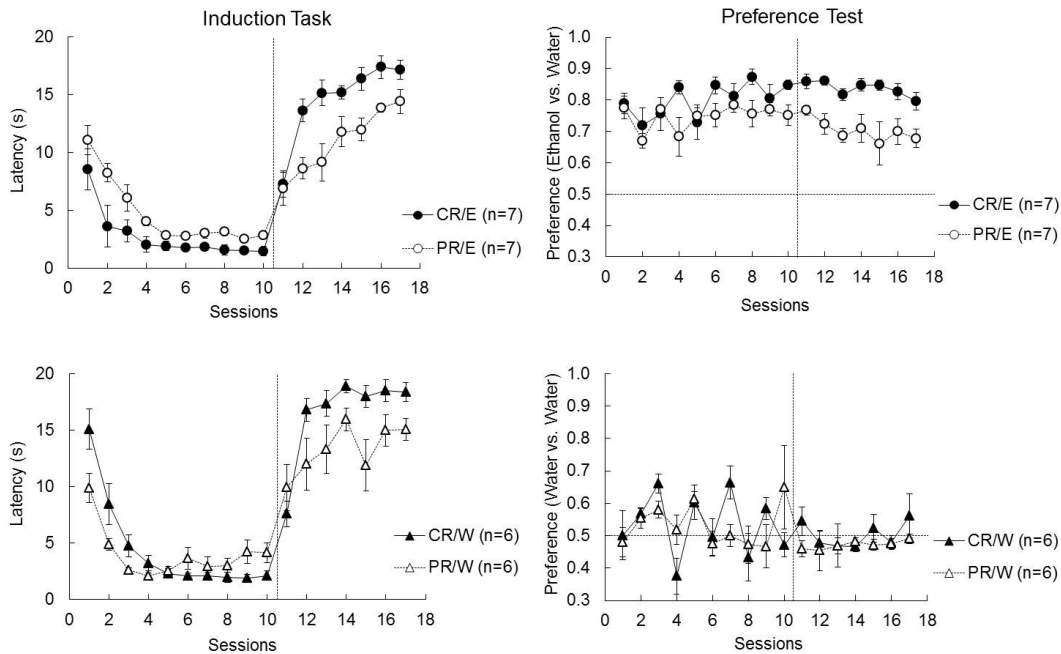 Induction Task
20
15
10
5
0
Latency (s)
0 2 4 6 8 10 12 14 16 18
Sessions
CR/E (n=7)
PR/E (n=7)
Preference Test
1.0
0.9
0.8
0.7
0.6
0.5
0.4
0.3
Preference (Ethanol vs. Water)
0 2 4 6 8 10 12 14 16 18
Sessions
CR/E (n=7)
PR/E (n=7)
20
15
10
5
0
Latency (s)
0 2 4 6 8 10 12 14 16 18
Sessions
CR/W (n=6)
PR/W (n=6)
1.0
0.9
0.8
0.7
0.6
0.5
0.4
0.3
Preference (Water vs. Water)
0 2 4 6 8 10 12 14 16 18
Sessions
CR/W (n=6)
PR/W (n=6)